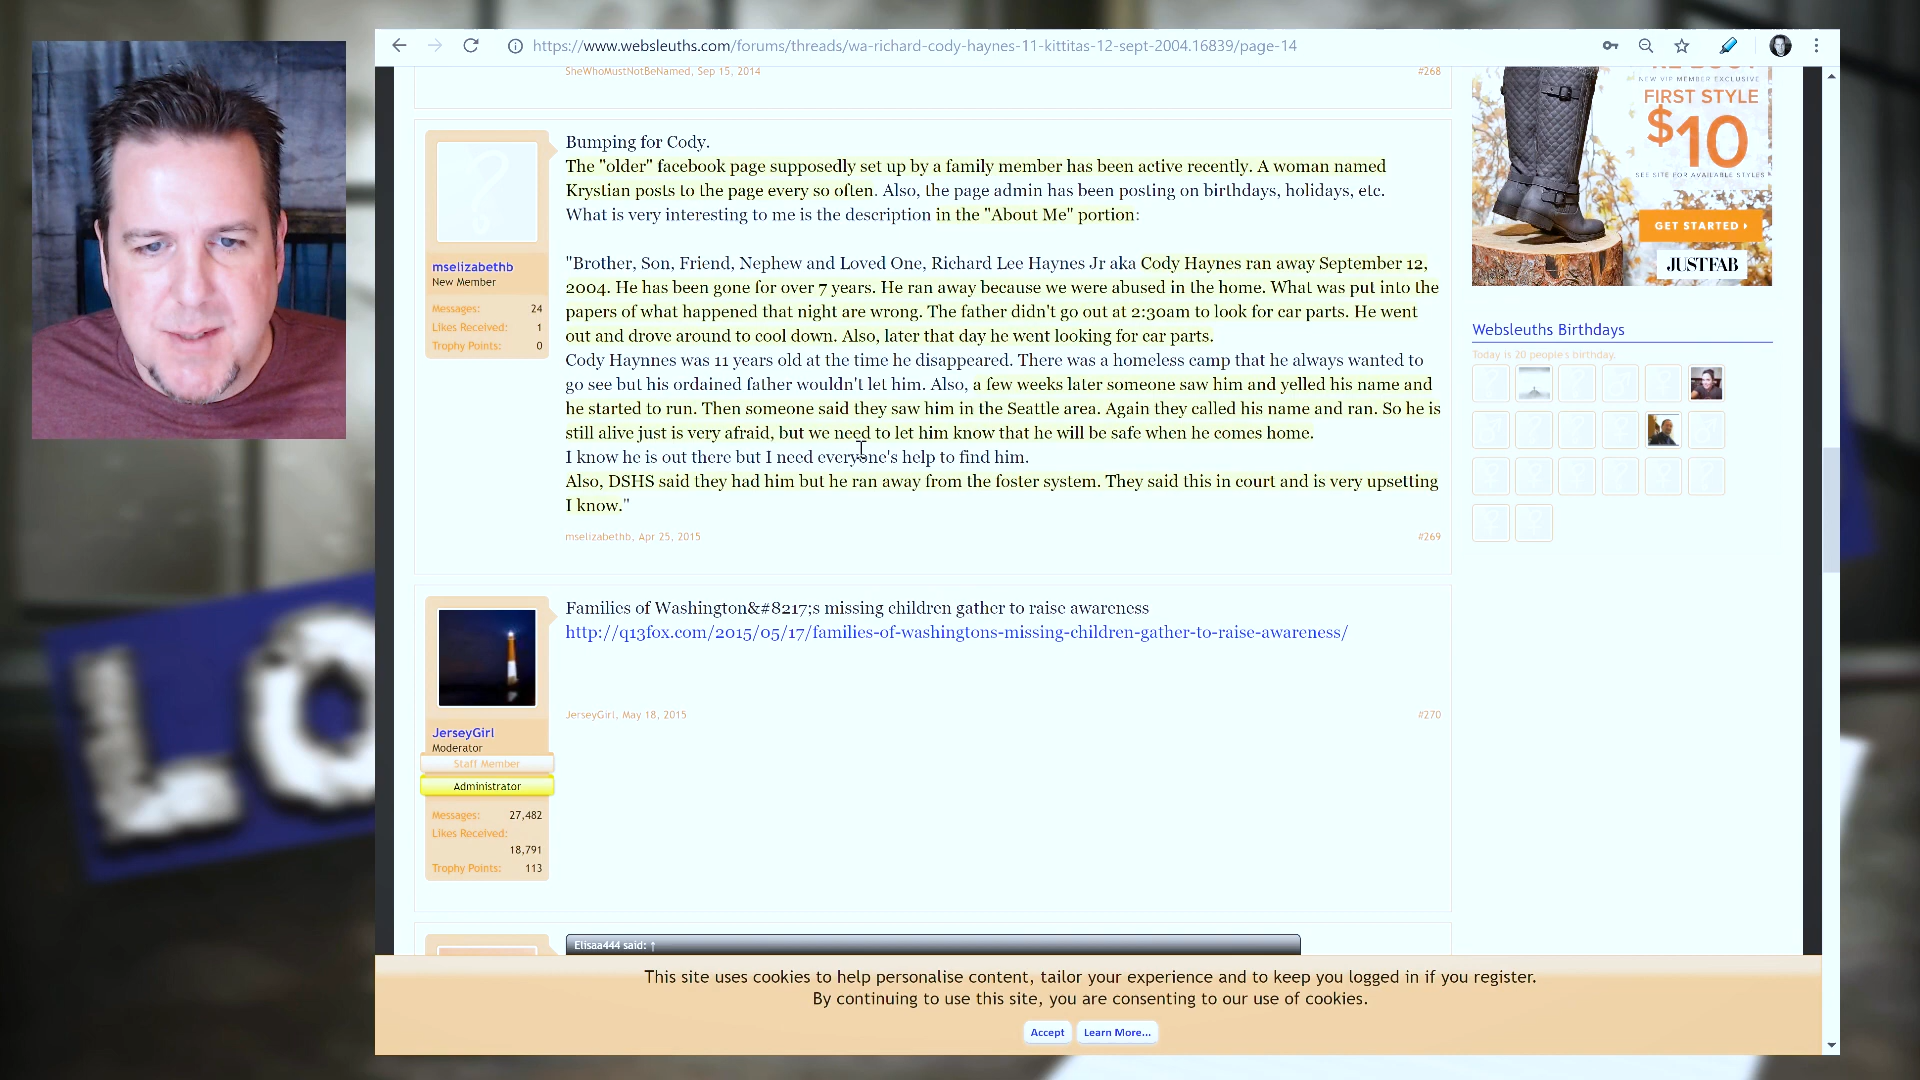 https://www.websleuths.com/forums/threads/wa-richard-cody-haynes-11-kittitas-12-sept-2004.16839/page-14
SheWhoMustNotBeNamed, Sep 15, 2014
#268
Bumping for Cody.
The "older" facebook page supposedly set up by a family member has been active recently. A woman named
Krystian posts to the page every so often. Also, the page admin has been posting on birthdays, holidays, etc.
What is very interesting to me is the description in the "About Me" portion:
"Brother, Son, Friend, Nephew and Loved One, Richard Lee Haynes Jr aka Cody Haynes ran away September 12,
2004. He has been gone for over 7 years. He ran away because we were abused in the home. What was put into the
papers of what happened that night are wrong. The father didn't go out at 2:30am to look for car parts. He went
out and drove around to cool down. Also, later that day he went looking for car parts.
Cody Haynnes was 11 years old at the time he disappeared. There was a homeless camp that he always wanted to
go see but his ordained father wouldn't let him. Also, a few weeks later someone saw him and yelled his name and
he started to run. Then someone said they saw him in the Seattle area. Again they called his name and ran. So he is
still alive just is very afraid, but we need to let him know that he will be safe when he comes home.
I know he is out there but I need everyone's help to find him.
Also, DSHS said they had him but he ran away from the foster system. They said this in court and is very upsetting
I know."
mselizabethb, Apr 25, 2015
#269
mselizabethb
New Member
Messages: 24
Likes Received: 1
Trophy Points: 0
Families of Washington&#8217;s missing children gather to raise awareness
http://q13fox.com/2015/05/17/families-of-washingtons-missing-children-gather-to-raise-awareness/
JerseyGirl, May 18, 2015
#270
JerseyGirl
Moderator
Staff Member
Administrator
Messages: 27,482
Likes Received:
18,791
Trophy Points: 113
Elisaa444 said: ↑
NEW VIP MEMBER EXCLUSIVE
FIRST STYLE
$10
SEE SITE FOR AVAILABLE STYLES*
GET STARTED
JUSTFAB
Websleuths Birthdays
Today is 20 people's birthday.
This site uses cookies to help personalise content, tailor your experience and to keep you logged in if you register.
By continuing to use this site, you are consenting to our use of cookies.
Accept
Learn More...
LO